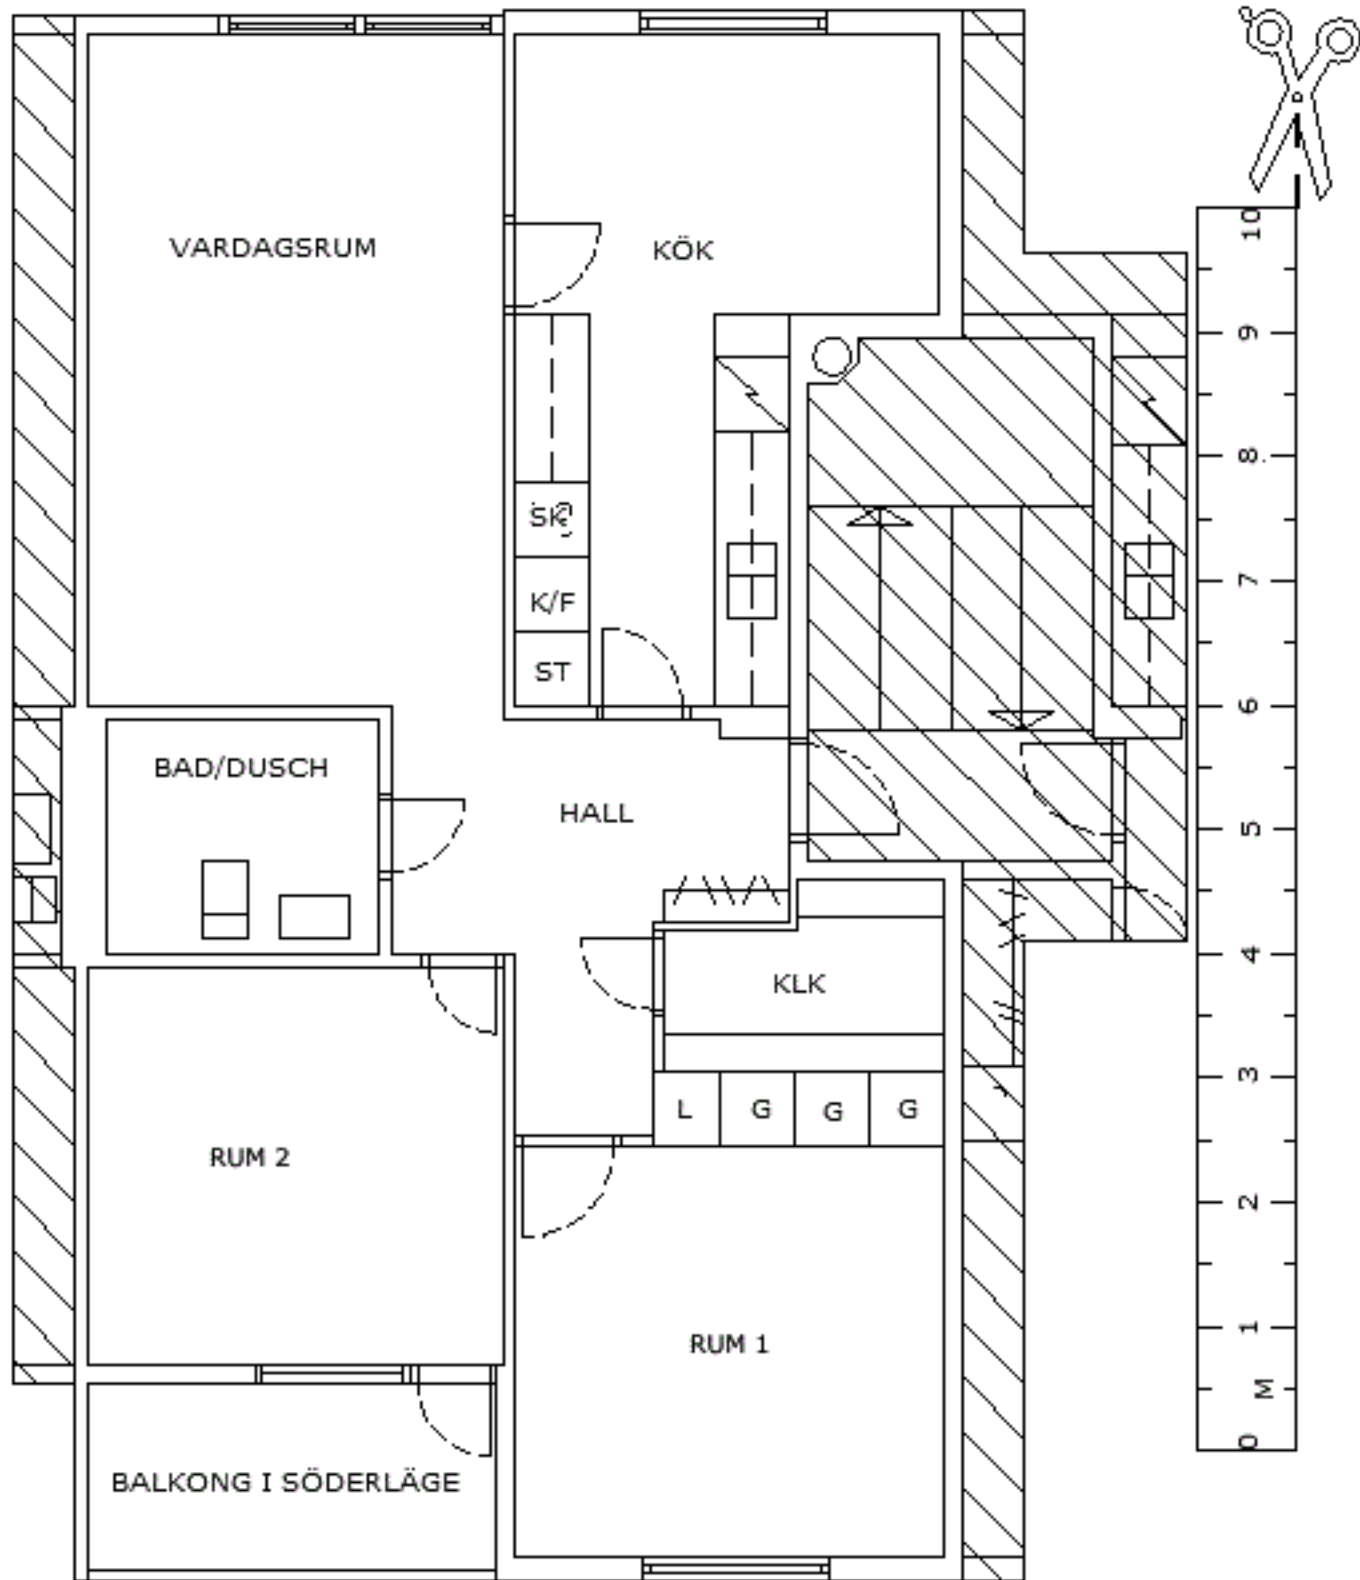 VARDAGSRUM
KÖK
SK
K/F
ST
BAD/DUSCH
HALL
KLK
L G G G
RUM 2
RUM 1
BALKONG I SÖDERLÄGE
10
9
8
7
6
5
4
3
2
1
M
0